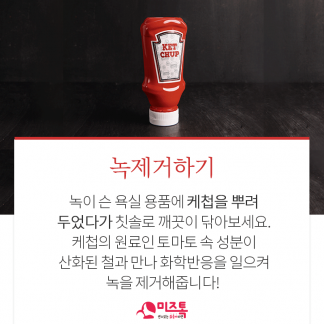 KET
CHUP
녹제거하기
녹이 슨 욕실 용품에 케첩을 뿌려
두었다가 칫솔로 깨끗이 닦아보세요.
케첩의 원료인 토마토 속 성분이
산화된 철과 만나 화학반응을 일으켜
녹을 제거해줍니다!
미즈톡